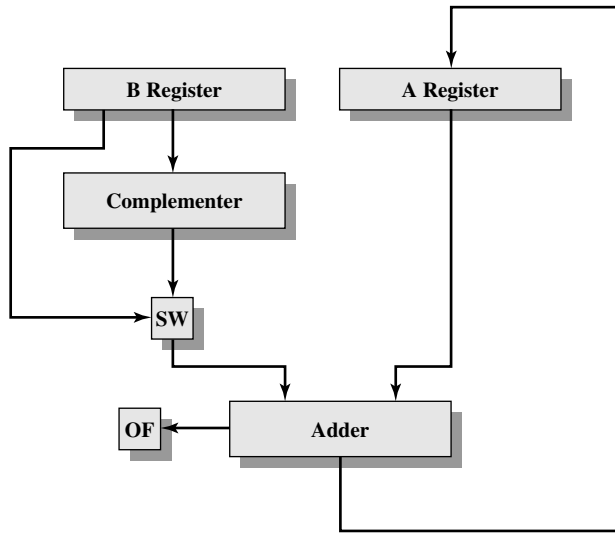 B Register
A Register
Complementer
SW
OF
Adder